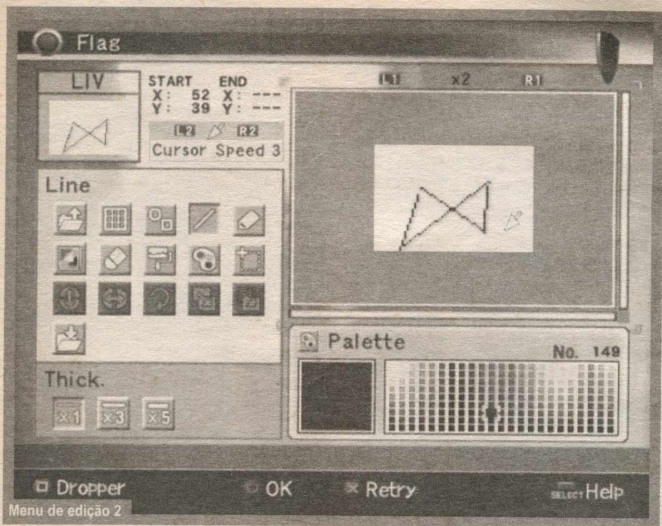 Flag
LIV
START END
X: 52 X: ---
Y: 39 Y: ---
L2 R2
Cursor Speed 3
L1 x2 R1
Line
Thick.
x1 x3 x5
Palette
No. 149
Dropper OK Retry SELECT Help
Menu de edição 2